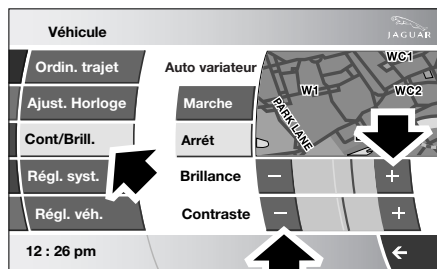 Véhicule
JAGUAR
Ordin. trajet
Auto variateur
WC1
Ajust. Horloge
Marche
W1
WC2
PARK LANE
Cont/Brill.
Arrét
Régl. syst.
Brillance
− +
Régl. véh.
Contraste
− +
12 : 26 pm